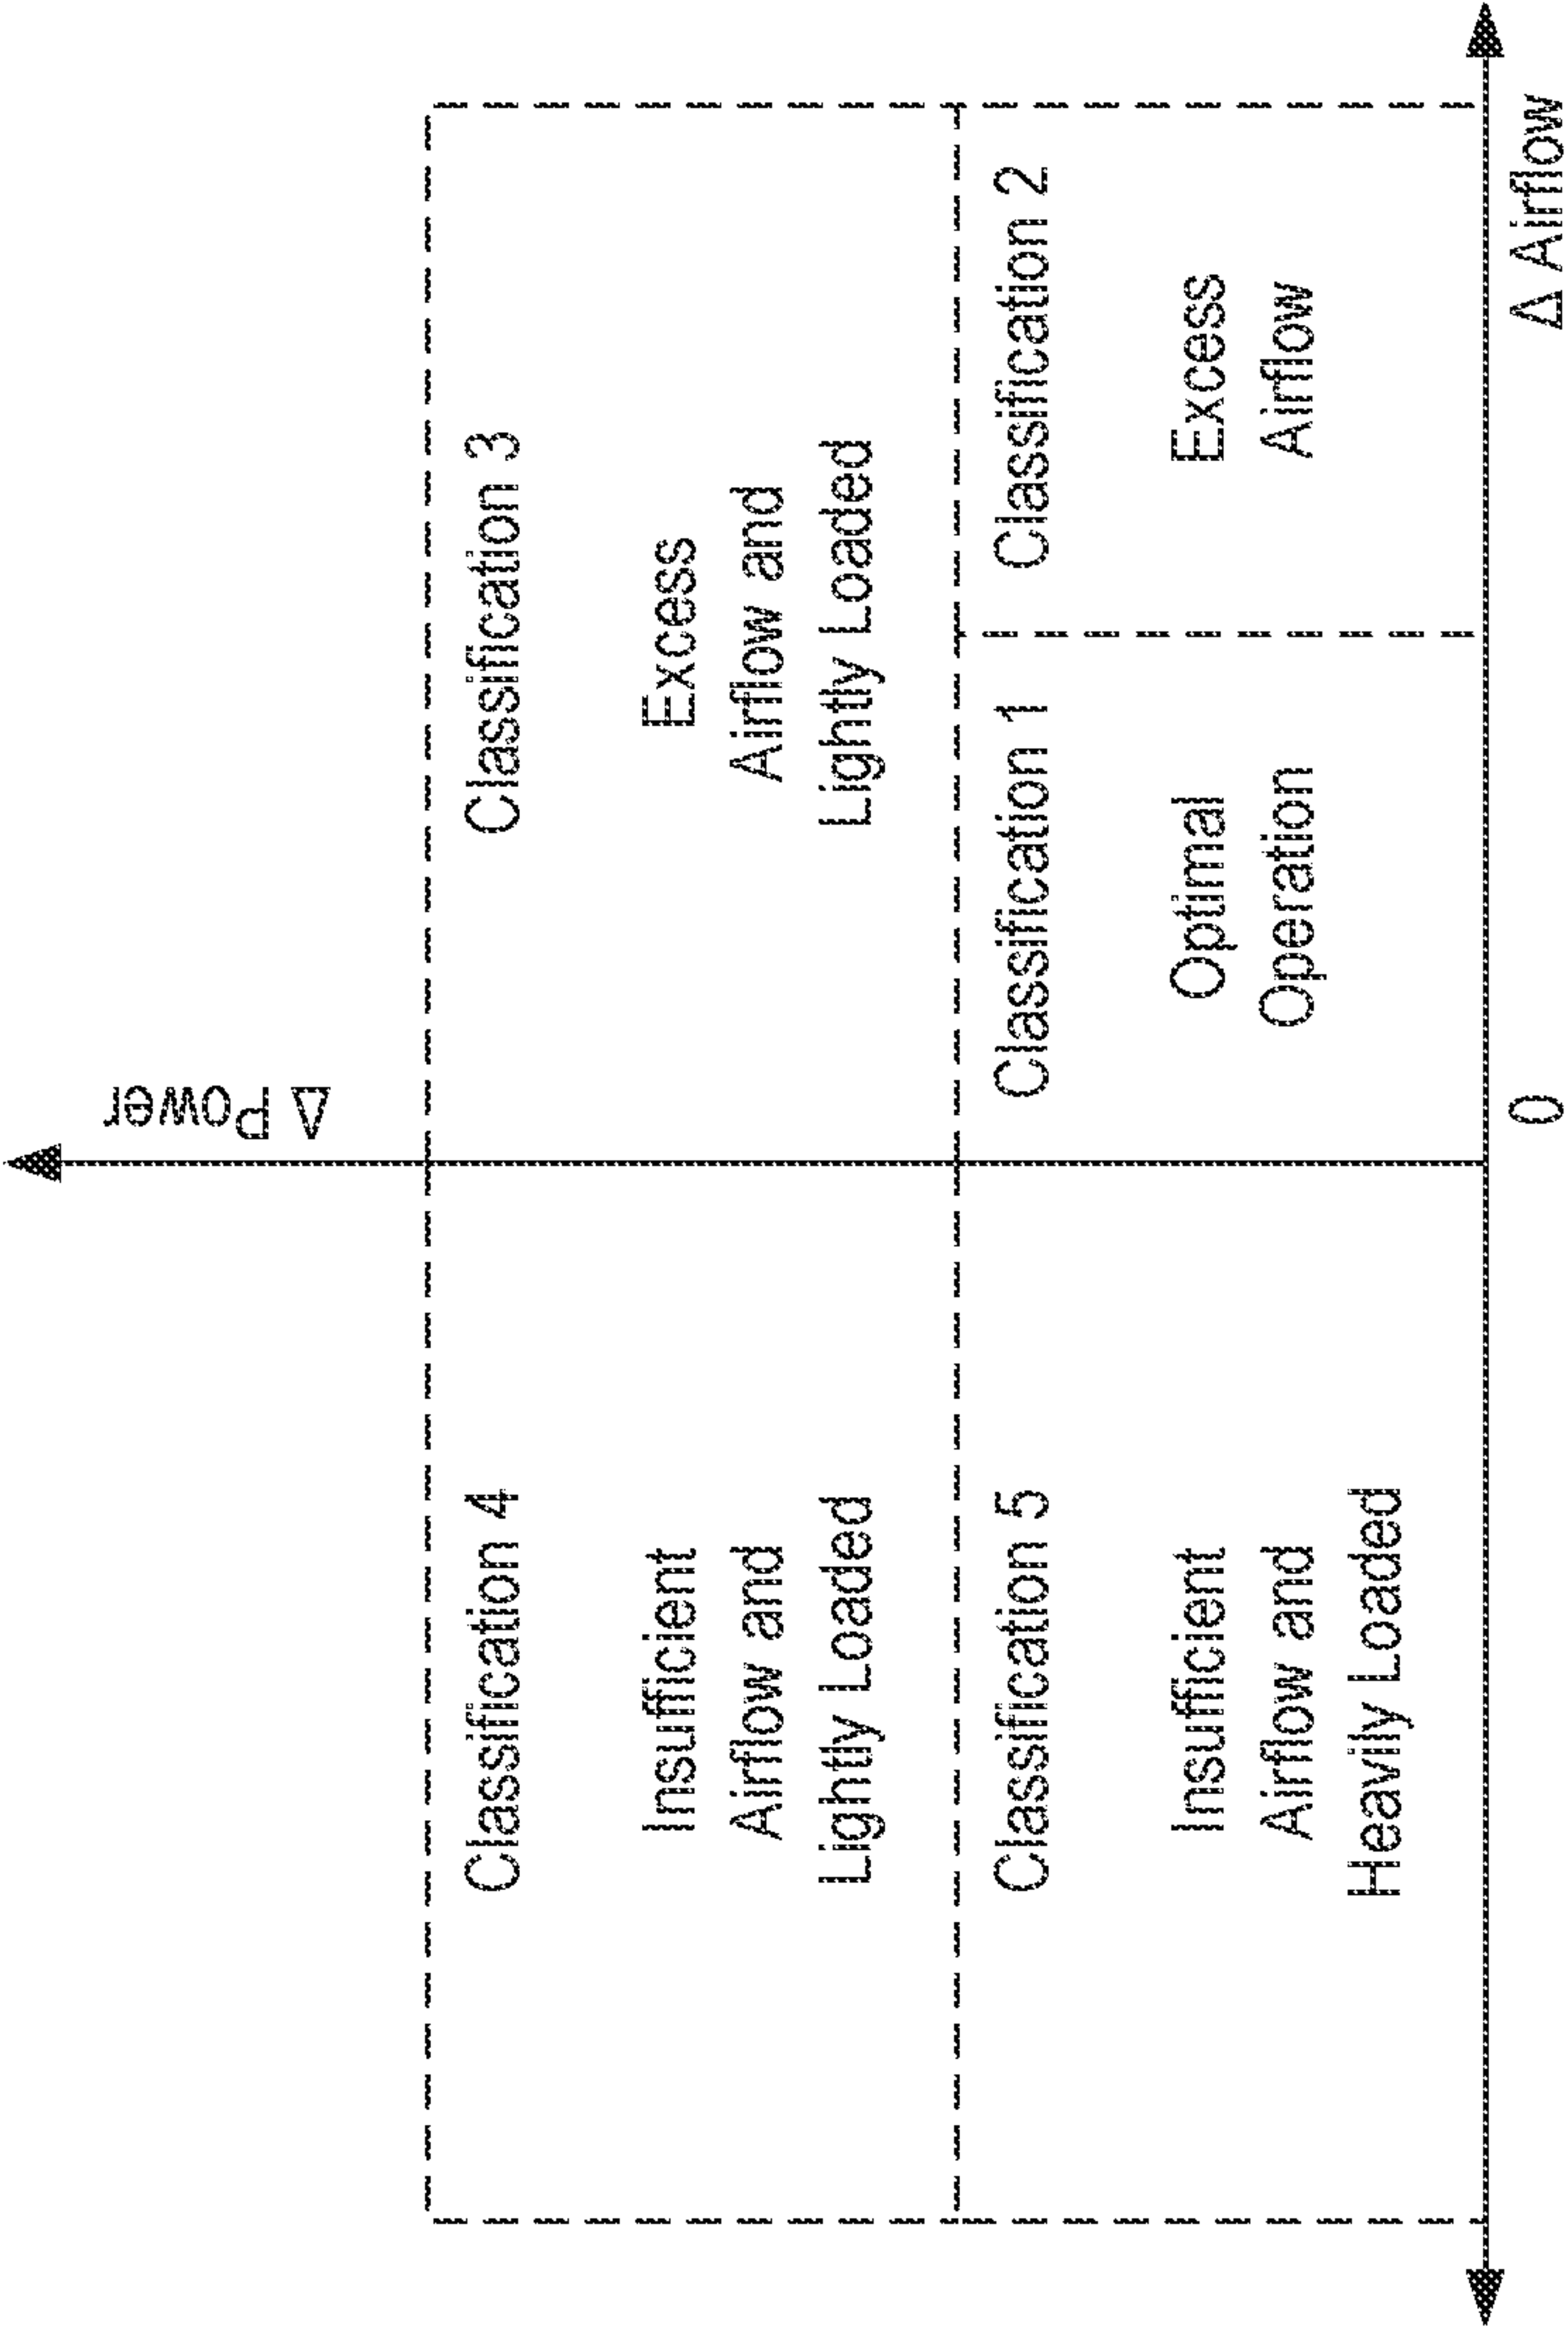 Δ Power
Classification 4
Insufficient
Airflow and
Lightly Loaded
Classification 3
Excess
Airflow and
Lightly Loaded
Classification 5
Insufficient
Airflow and
Heavily Loaded
Classification 1
Optimal
Operation
Classification 2
Excess
Airflow
0
Δ Airflow